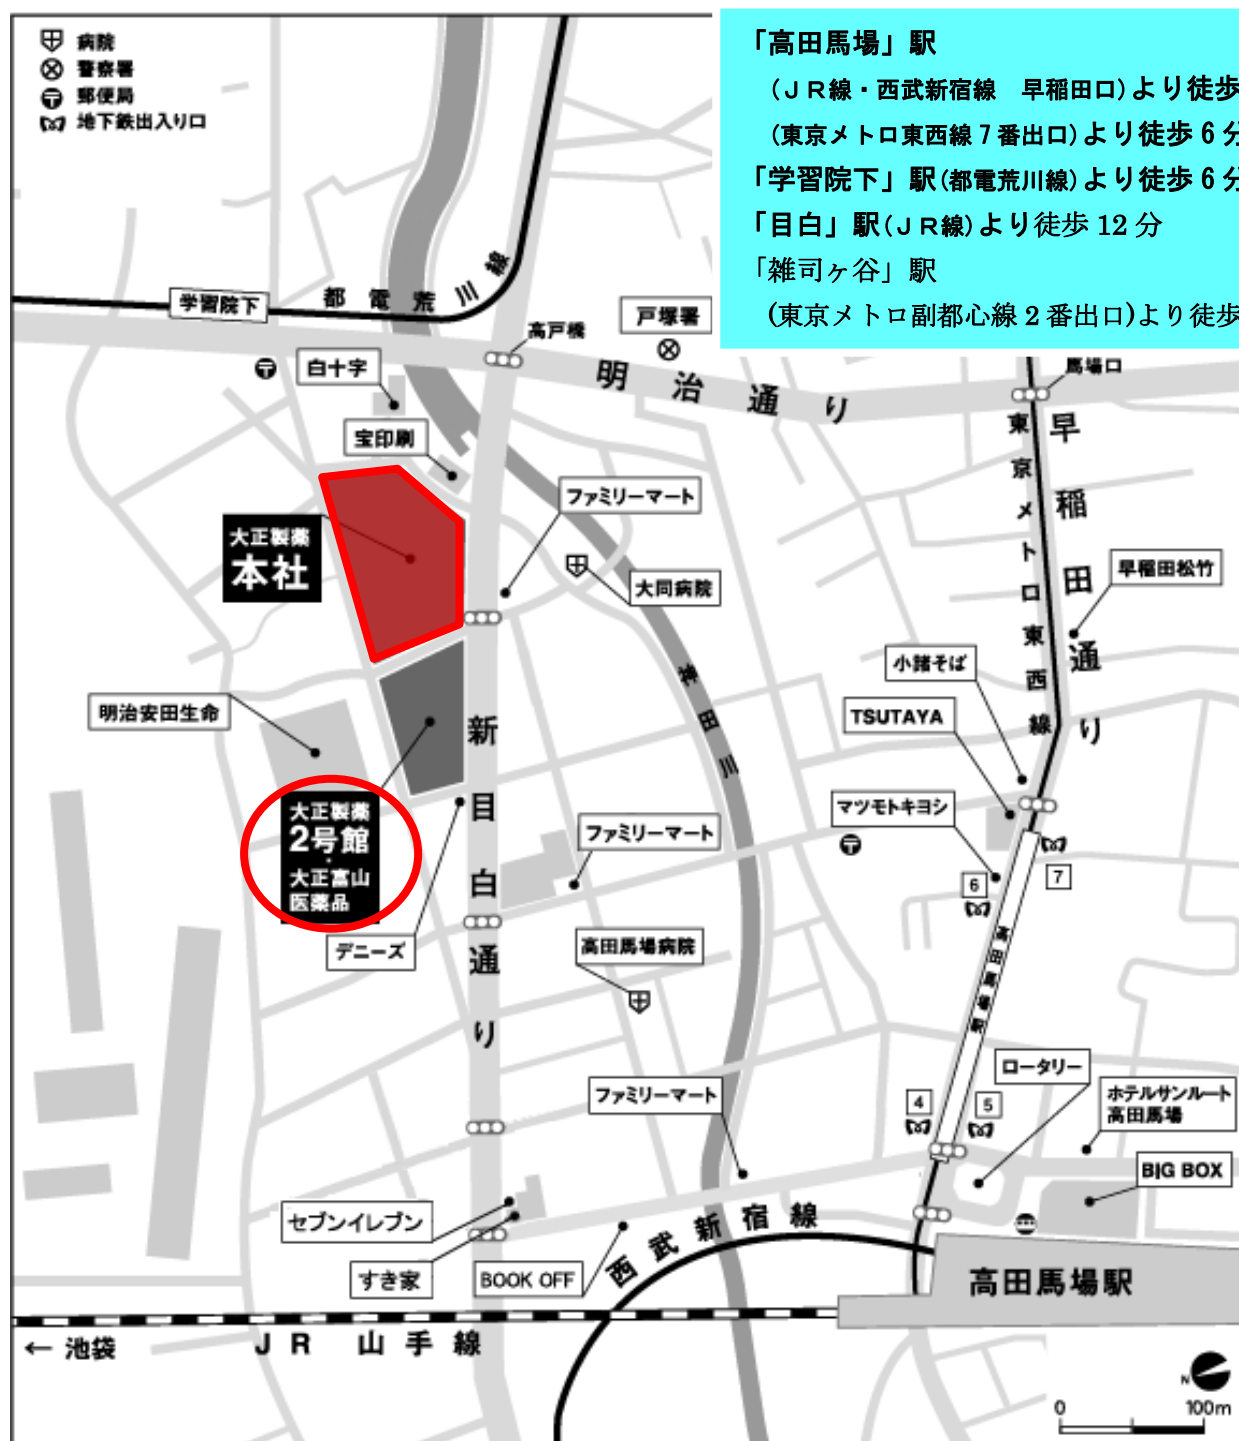 病院
警察署
郵便局
地下鉄出入り口
「高田馬場」駅
(ＪＲ線・西武新宿線　早稲田口)より徒歩
(東京メトロ東西線７番出口)より徒歩６分
「学習院下」駅(都電荒川線)より徒歩６分
「目白」駅(ＪＲ線)より徒歩 12 分
「雑司ヶ谷」駅
(東京メトロ副都心線２番出口)より徒歩
学習院下
都電荒川線
高戸橋
戸塚署
白十字
明治通り
馬場口
宝印刷
東京メトロ東西線
早稲田通り
ファミリーマート
大正製薬
本社
大同病院
早稲田松竹
小諸そば
神田川
明治安田生命
TSUTAYA
新目白通り
大正製薬
2号館
・
大正富山
医薬品
マツモトキヨシ
ファミリーマート
6
7
デニーズ
高田馬場病院
高田馬場駅
ロータリー
ファミリーマート
4
5
ホテルサンルート
高田馬場
BIG BOX
セブンイレブン
すき家
BOOK OFF
西武新宿線
高田馬場駅
← 池袋
ＪＲ 山手線
N
0
100m